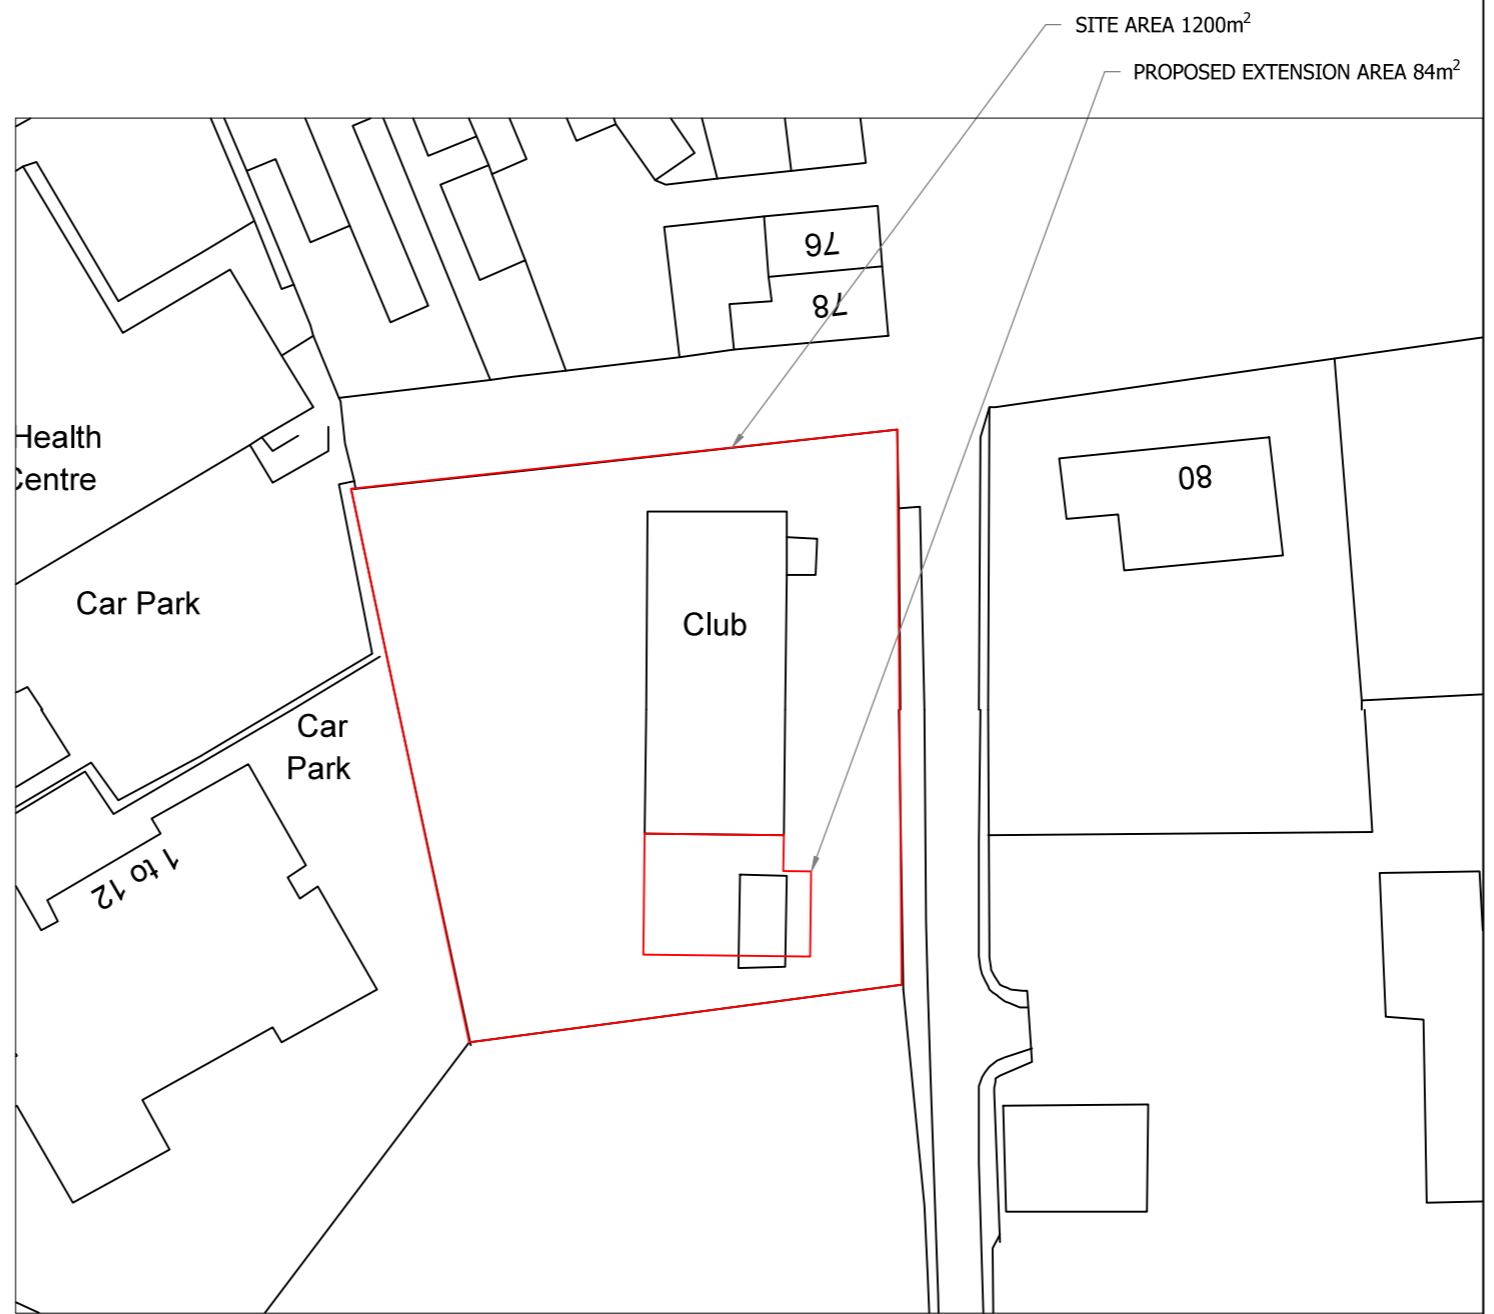 SITE AREA 1200m²
PROPOSED EXTENSION AREA 84m²
76
78
Health
Centre
80
Car Park
Club
Car
Park
1 to 12